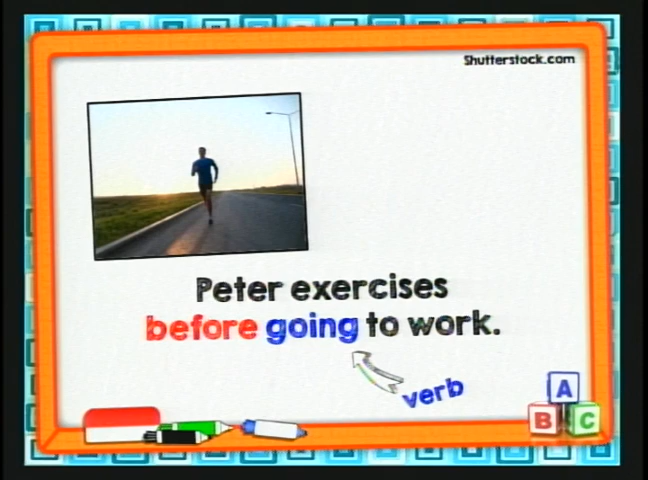 Shutterstock.com
Peter exercises
before going to work.
verb
A
B C